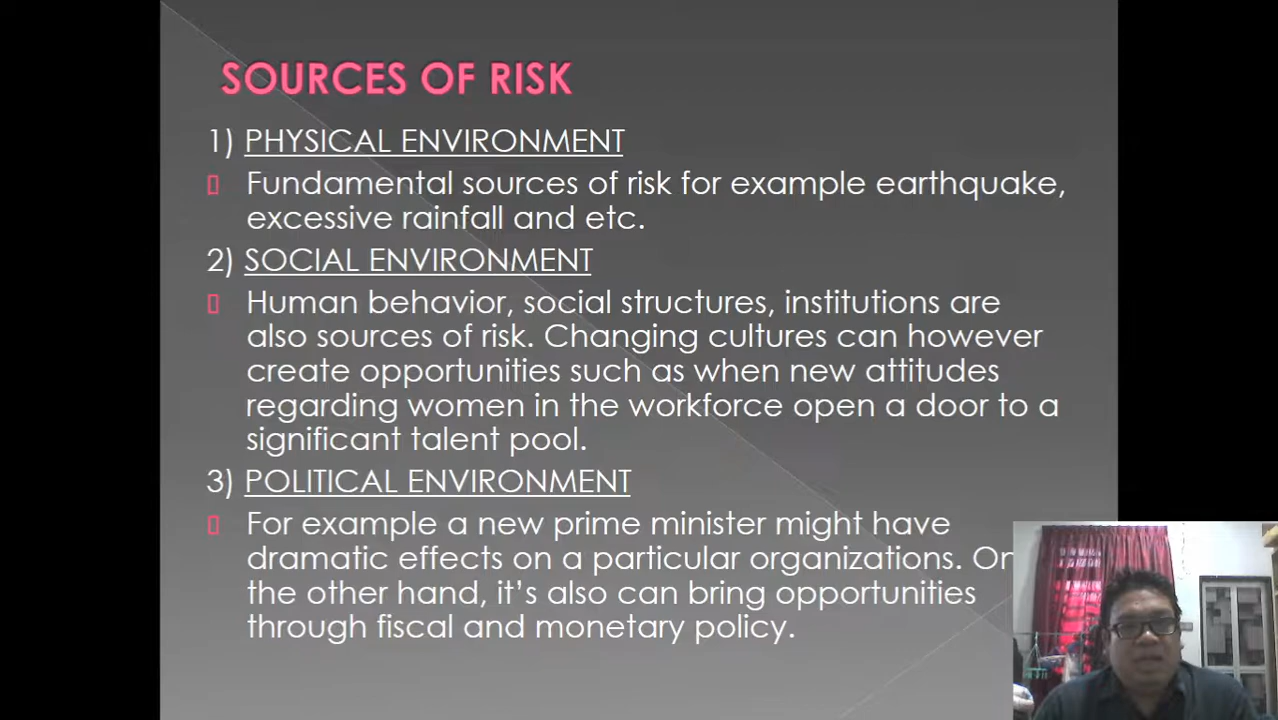 SOURCES OF RISK
1) PHYSICAL ENVIRONMENT
Fundamental sources of risk for example earthquake,
excessive rainfall and etc.
2) SOCIAL ENVIRONMENT
Human behavior, social structures, institutions are
also sources of risk. Changing cultures can however
create opportunities such as when new attitudes
regarding women in the workforce open a door to a
significant talent pool.
3) POLITICAL ENVIRONMENT
For example a new prime minister might have
dramatic effects on a particular organizations. On
the other hand, it's also can bring opportunities
through fiscal and monetary policy.